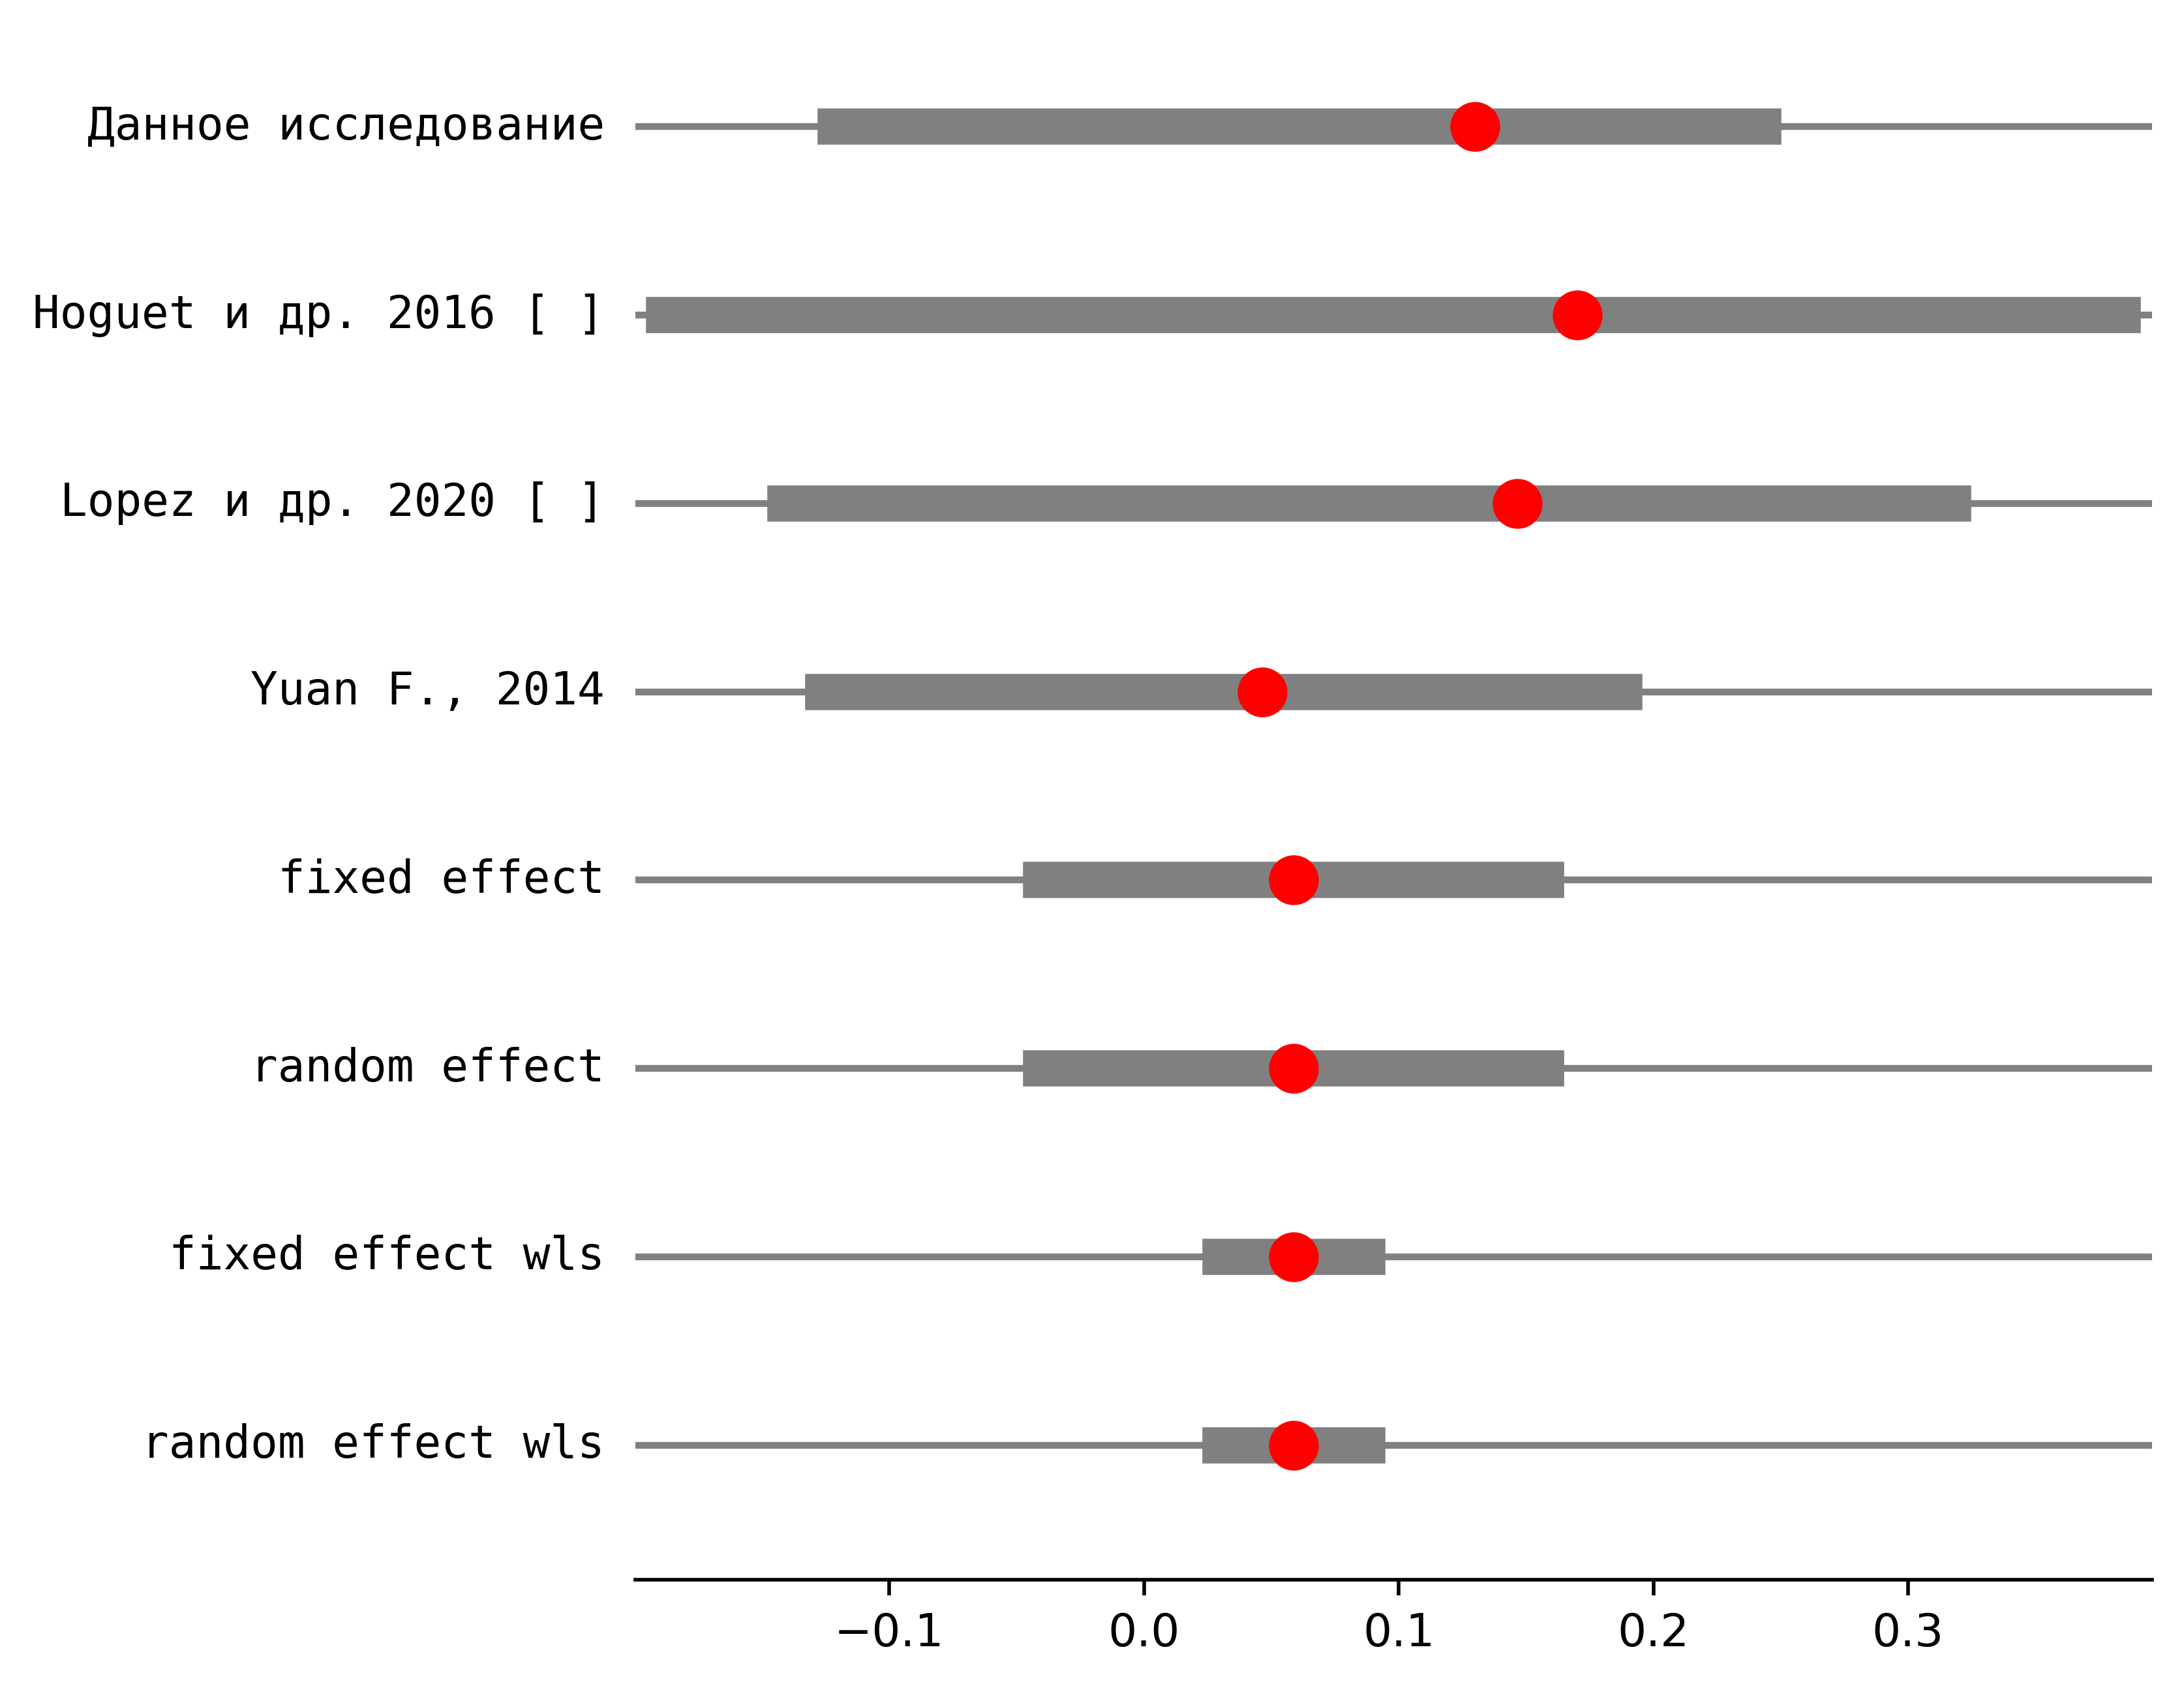 Данное исследование
Hoguet и др. 2016 [ ]
Lopez и др. 2020 [ ]
Yuan F., 2014
fixed effect
random effect
fixed effect wls
random effect wls
−0.1 0.0 0.1 0.2 0.3